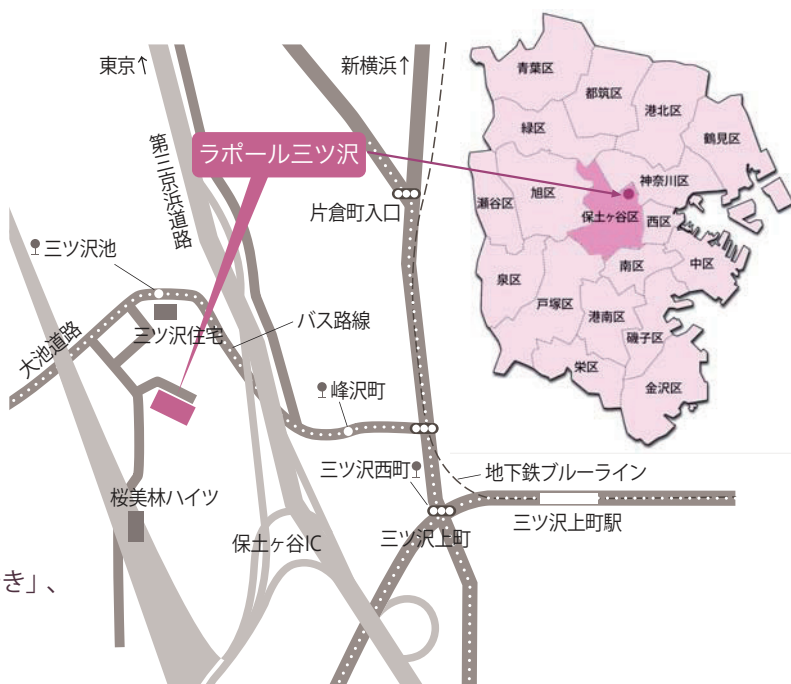 東京↑
新横浜↑
第三京浜道路
ラポール三ツ沢
片倉町入口
三ツ沢池
三ツ沢住宅
バス路線
大池道路
峰沢町
三ツ沢西町
地下鉄ブルーライン
桜美林ハイツ
保土ヶ谷IC
三ツ沢上町
三ツ沢上町駅
き」、
青葉区
都筑区
港北区
鶴見区
緑区
神奈川区
旭区
瀬谷区
保土ヶ谷区
西区
中区
南区
泉区
戸塚区
港南区
磯子区
栄区
金沢区